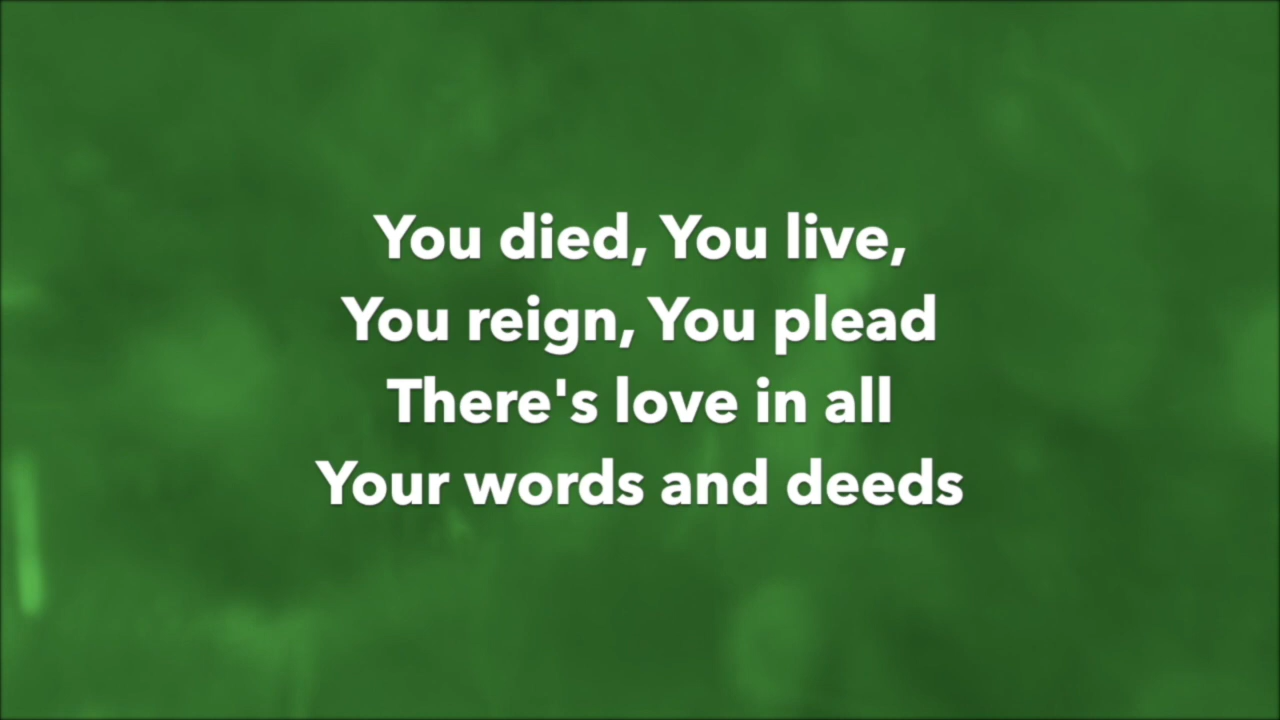 You died, You live,
You reign, You plead
There's love in all
Your words and deeds